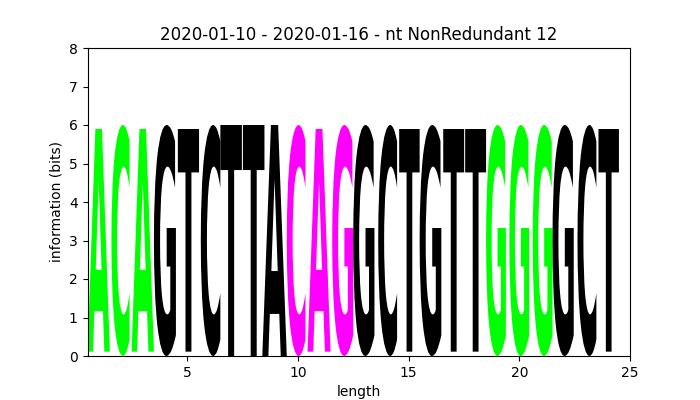 2020-01-10 - 2020-01-16 - nt NonRedundant 12
8
7
6
5
4
3
2
1
0
information (bits)
ACAGTCTTACAGGCTGTTGGGGCT
5 10 15 20 25
length